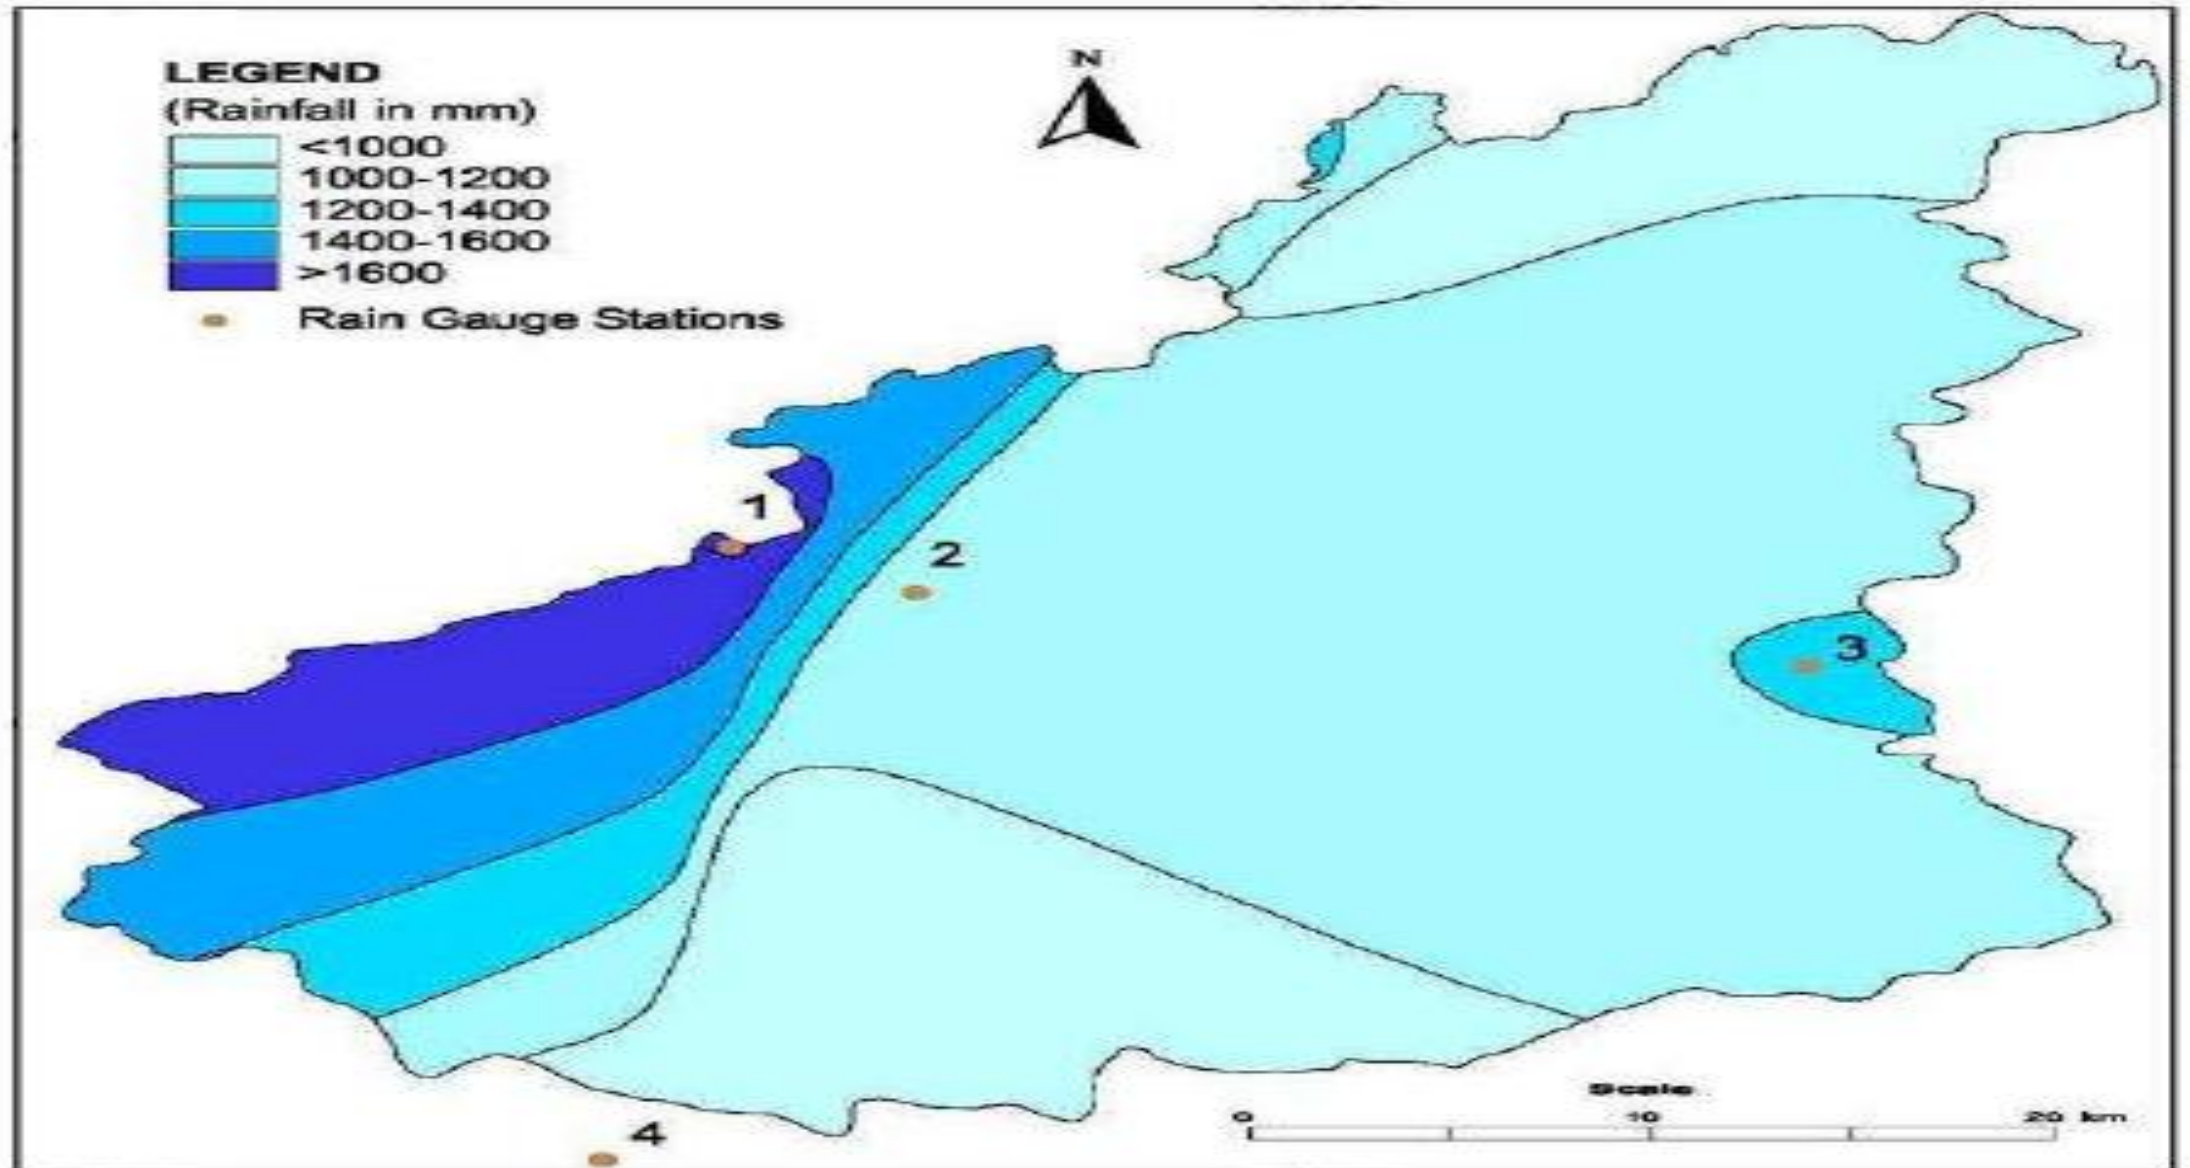 LEGEND
(Rainfall in mm)
<1000
1000-1200
1200-1400
1400-1600
>1600
Rain Gauge Stations
N
1
2
3
4
Scale
0 10 20 km